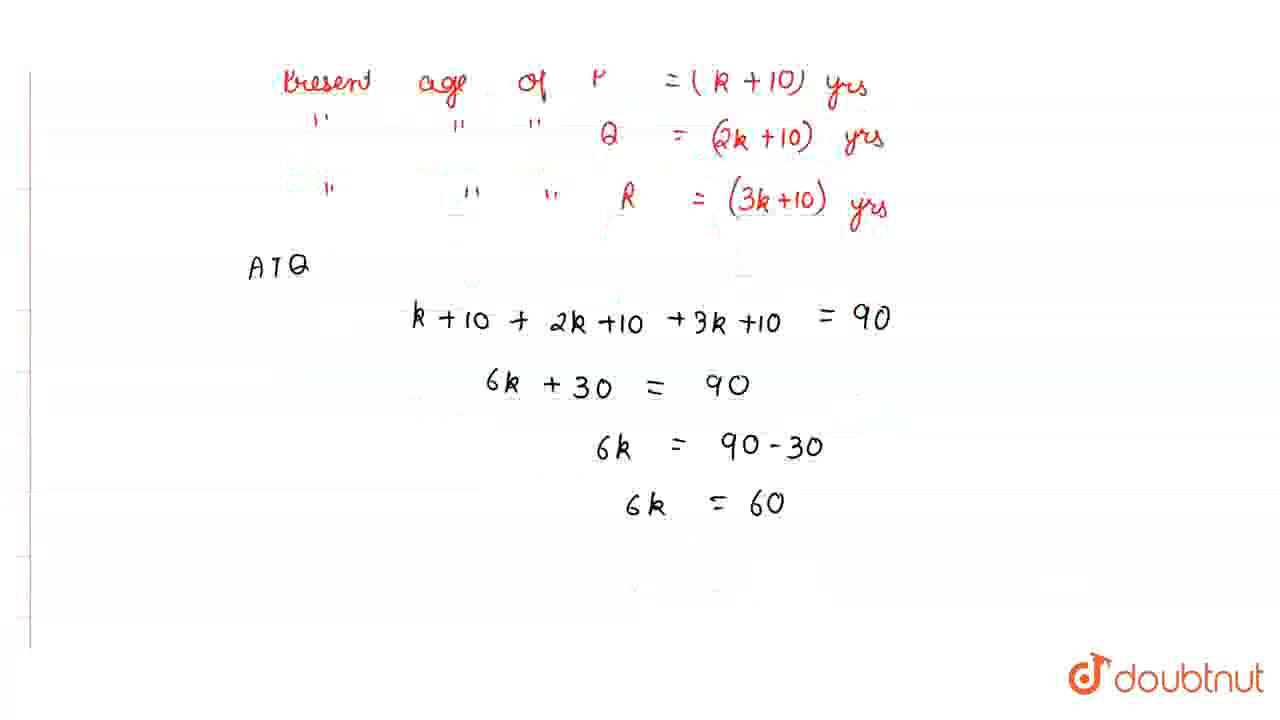 Present age of P = (k + 10) yrs
" " " Q = (2k + 10) yrs
" " " R = (3k + 10) yrs
ATQ
k + 10 + 2k + 10 + 3k + 10 = 90
6k + 30 = 90
6k = 90 - 30
6k = 60
doubtnut